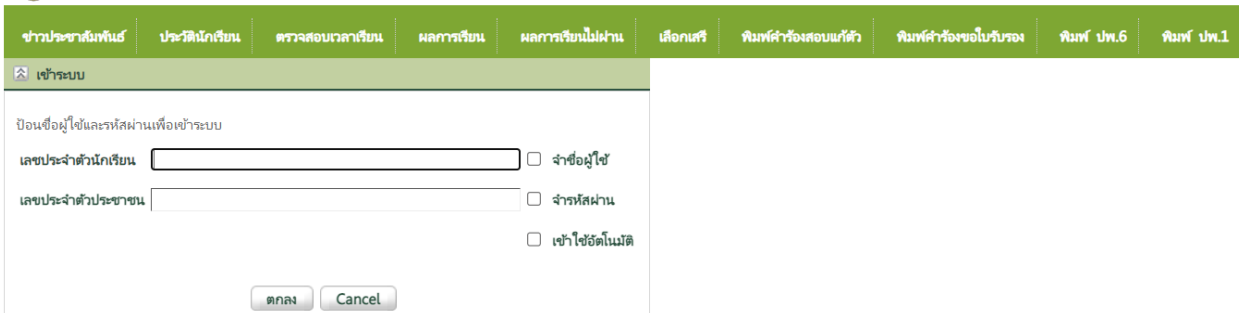 ข่าวประชาสัมพันธ์ ประวัตินักเรียน ตรวจสอบเวลาเรียน ผลการเรียน ผลการเรียนไม่ผ่าน เลือกเสรี พิมพ์คำร้องสอบแก้ตัว พิมพ์คำร้องขอใบรับรอง พิมพ์ ปพ.6 พิมพ์ ปพ.1
เข้าระบบ
ป้อนชื่อผู้ใช้และรหัสผ่านเพื่อเข้าระบบ
เลขประจำตัวนักเรียน จำชื่อผู้ใช้
เลขประจำตัวประชาชน จำรหัสผ่าน
เข้าใช้อัตโนมัติ
ตกลง Cancel